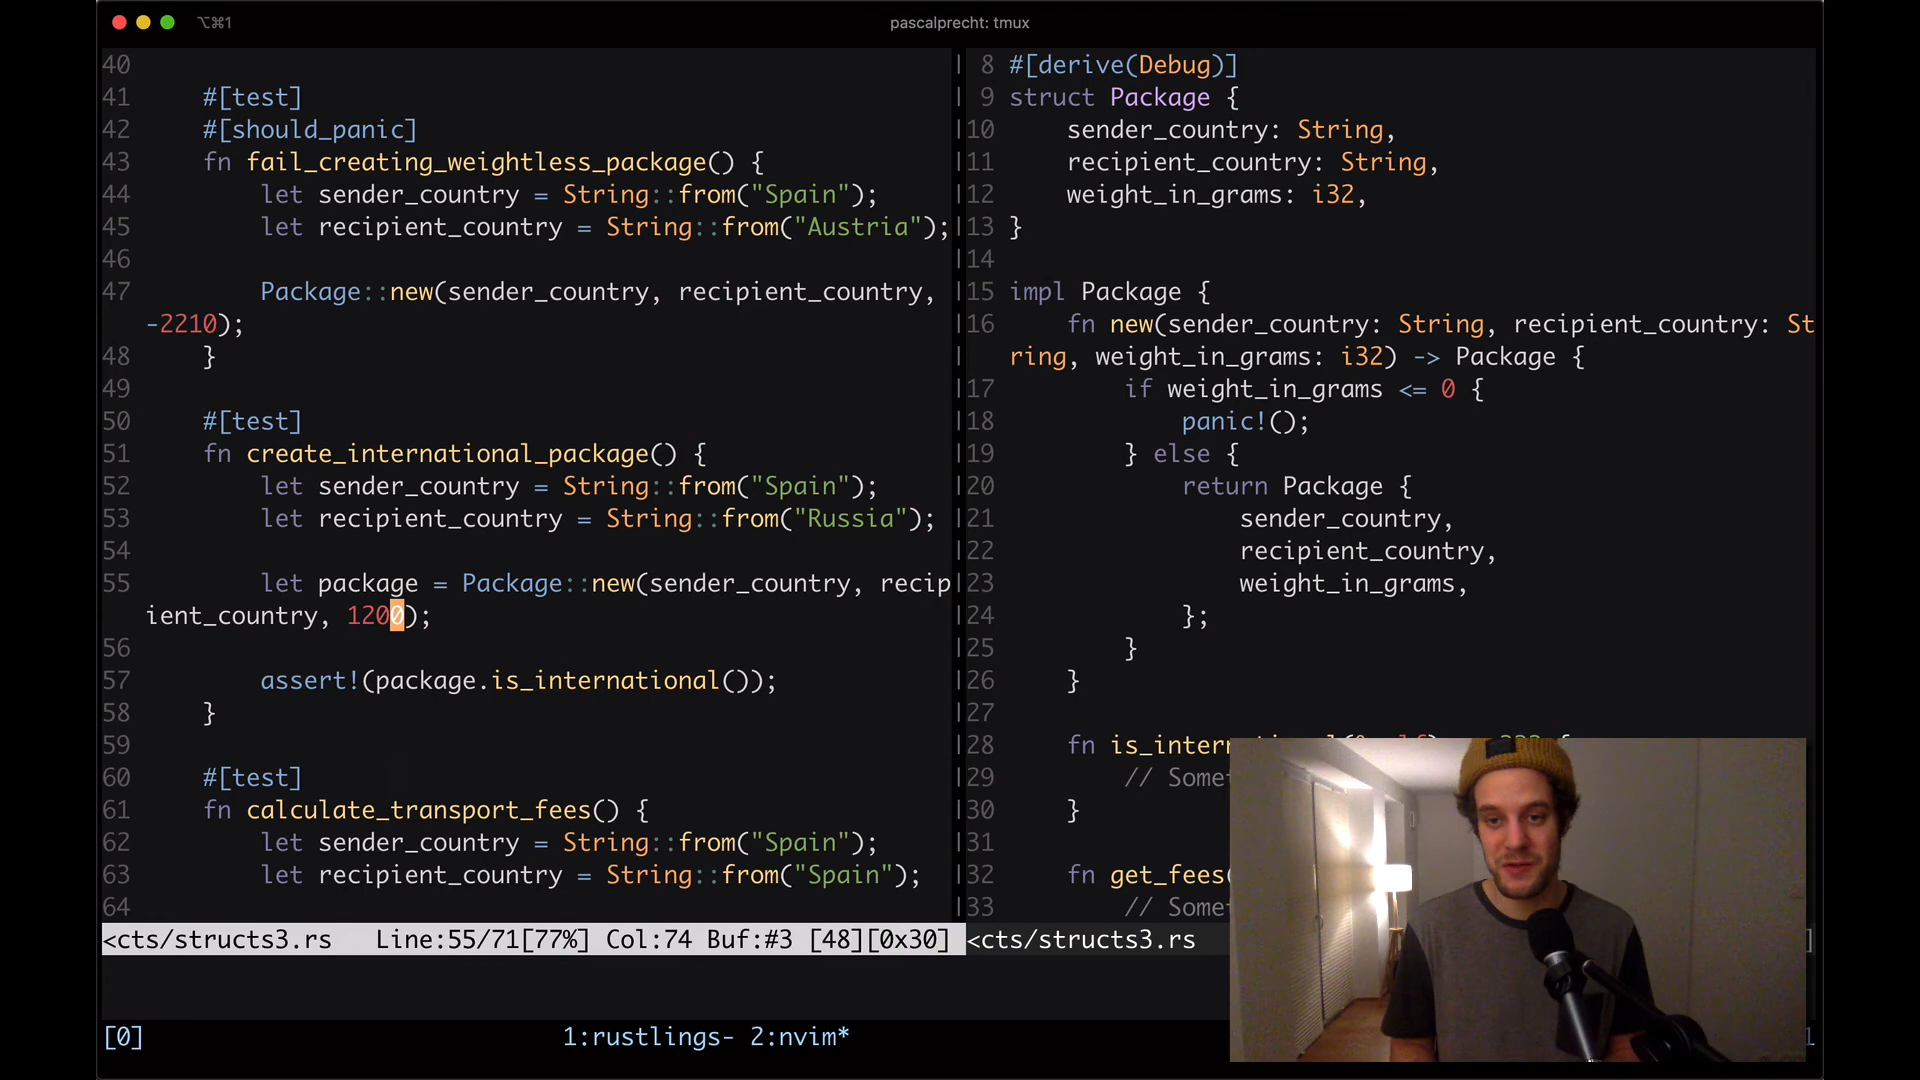 ⌥⌘1
pascalprecht: tmux
40
41 #[test]
42 #[should_panic]
43 fn fail_creating_weightless_package() {
44 let sender_country = String::from("Spain");
45 let recipient_country = String::from("Austria");
46
47 Package::new(sender_country, recipient_country,
-2210);
48 }
49
50 #[test]
51 fn create_international_package() {
52 let sender_country = String::from("Spain");
53 let recipient_country = String::from("Russia");
54
55 let package = Package::new(sender_country, recip
ient_country, 1200);
56
57 assert!(package.is_international());
58 }
59
60 #[test]
61 fn calculate_transport_fees() {
62 let sender_country = String::from("Spain");
63 let recipient_country = String::from("Spain");
64
<cts/structs3.rs Line:55/71[77%] Col:74 Buf:#3 [48][0x30]
8 #[derive(Debug)]
9 struct Package {
10 sender_country: String,
11 recipient_country: String,
12 weight_in_grams: i32,
13 }
14
15 impl Package {
16 fn new(sender_country: String, recipient_country: St
ring, weight_in_grams: i32) -> Package {
17 if weight_in_grams <= 0 {
18 panic!();
19 } else {
20 return Package {
21 sender_country,
22 recipient_country,
23 weight_in_grams,
24 };
25 }
26 }
27
28 fn is_inter
29 // Some
30 }
31
32 fn get_fees(
33 // Some
<cts/structs3.rs
[0] 1:rustlings- 2:nvim*